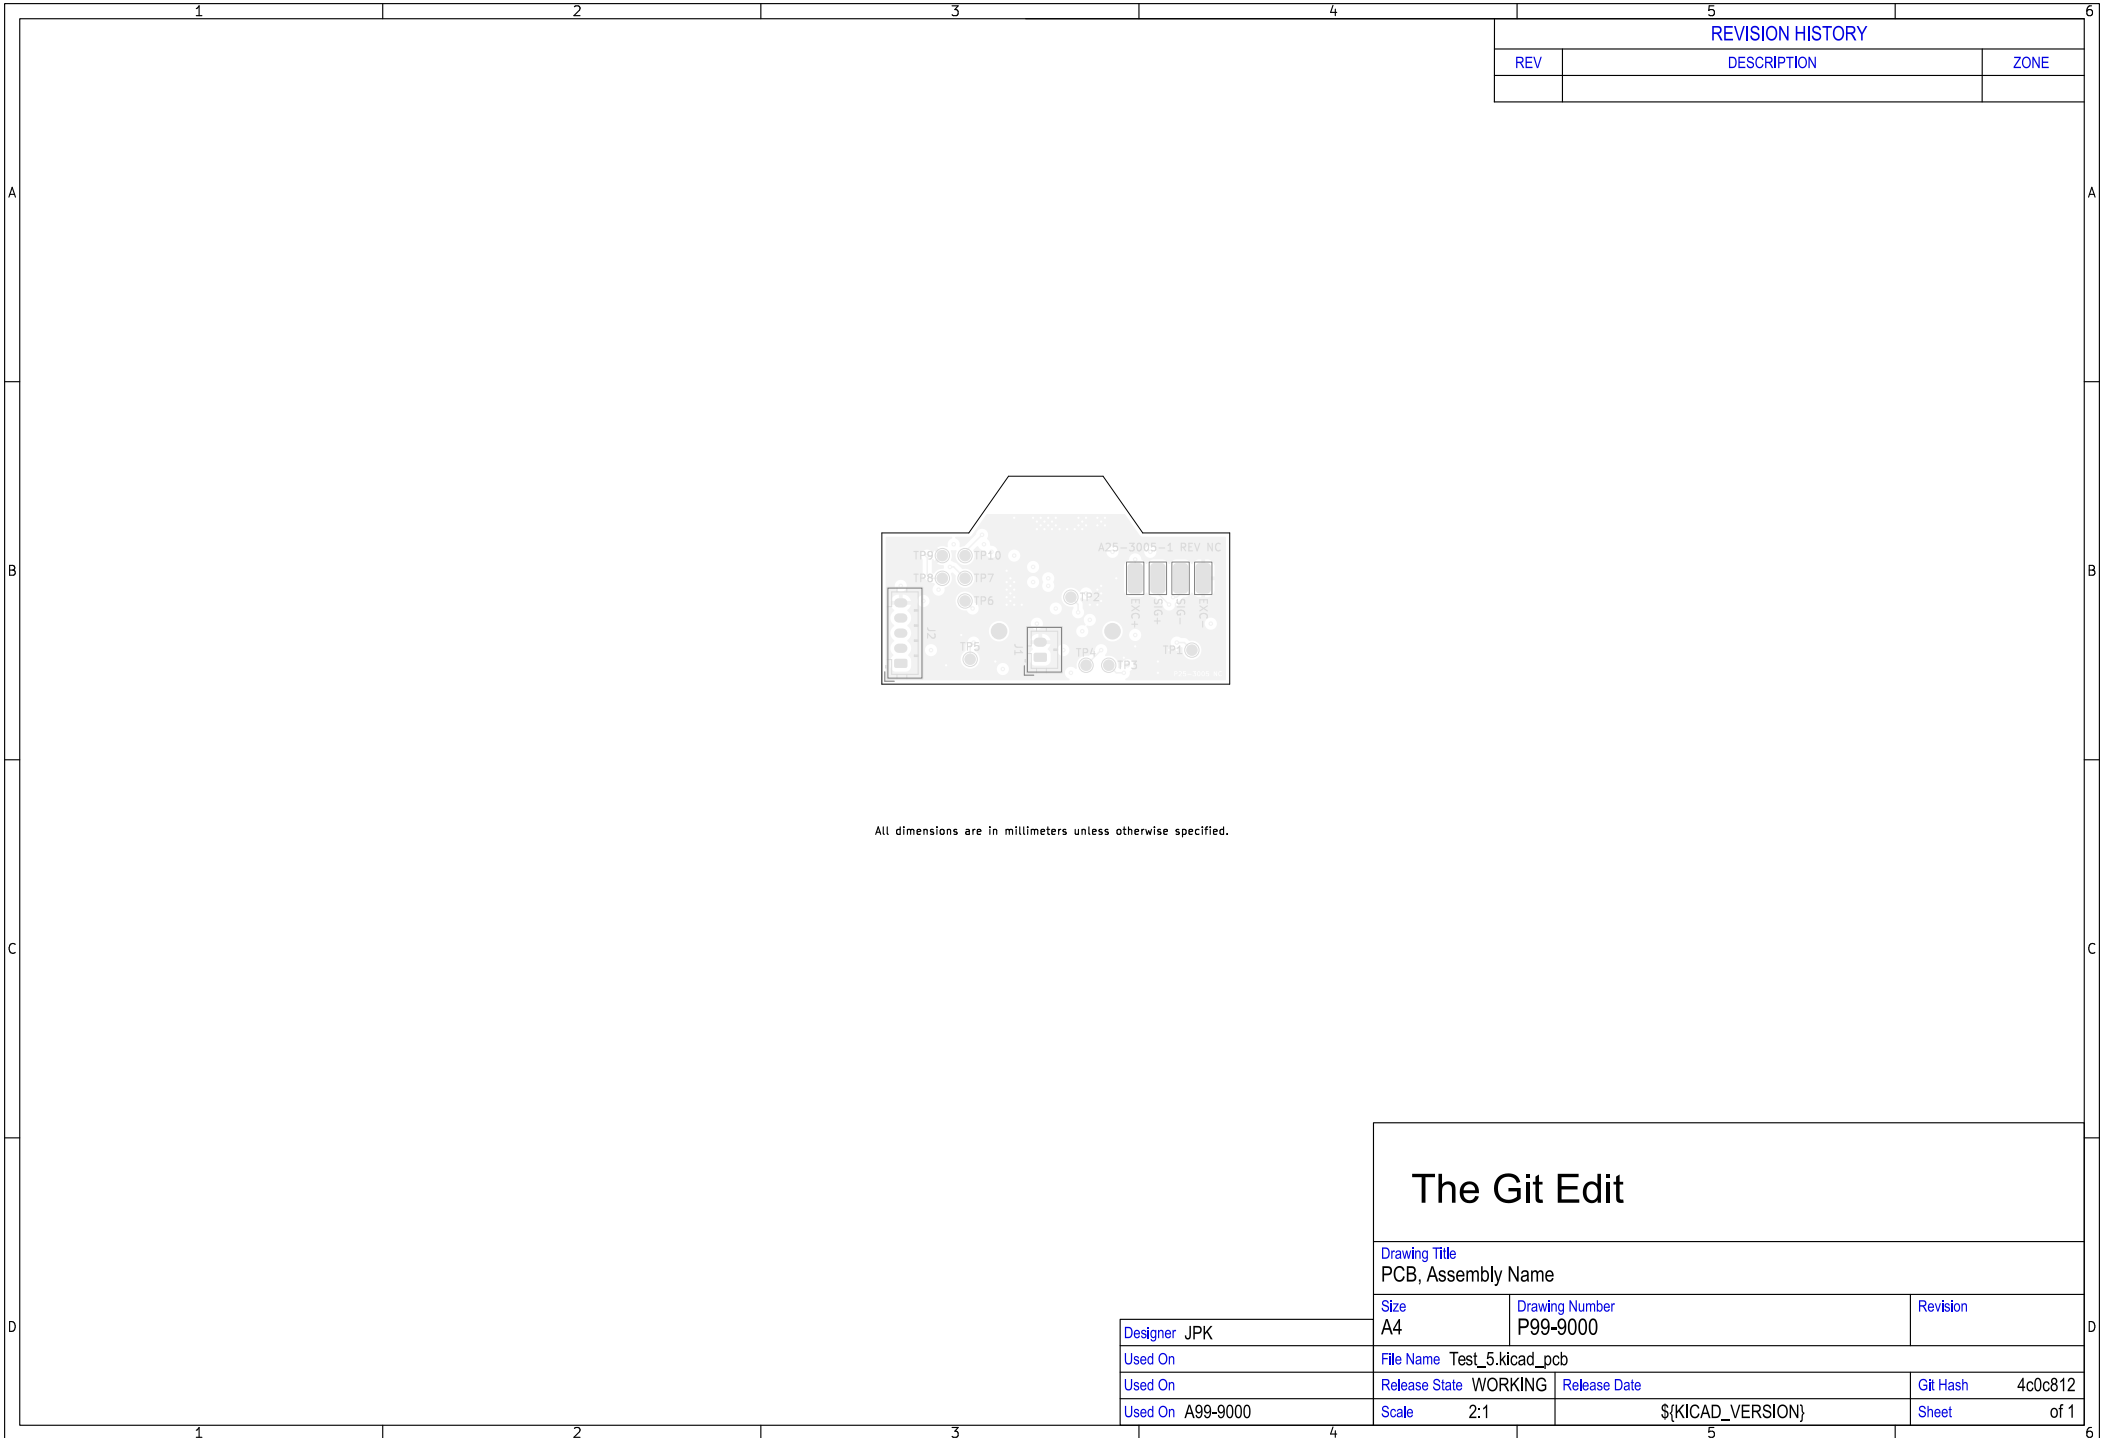 1 2 3 4 5 6
REVISION HISTORY
REV DESCRIPTION ZONE
A A
A25-3005-1 REV NC
TP9 TP10
TP8 TP7
B B
TP6 TP2
EXC+ SIG+ SIG- EXC-
J2
TP5 J1 TP4 TP3 TP1
All dimensions are in millimeters unless otherwise specified.
C C
The Git Edit
Drawing Title
PCB, Assembly Name
Size Drawing Number Revision
A4 P99-9000
D D
Designer JPK
Used On File Name Test_5.kicad_pcb
Used On Release State WORKING Release Date Git Hash 4c0c812
Used On A99-9000 Scale 2:1 ${KICAD_VERSION} Sheet of 1
1 2 3 4 5 6